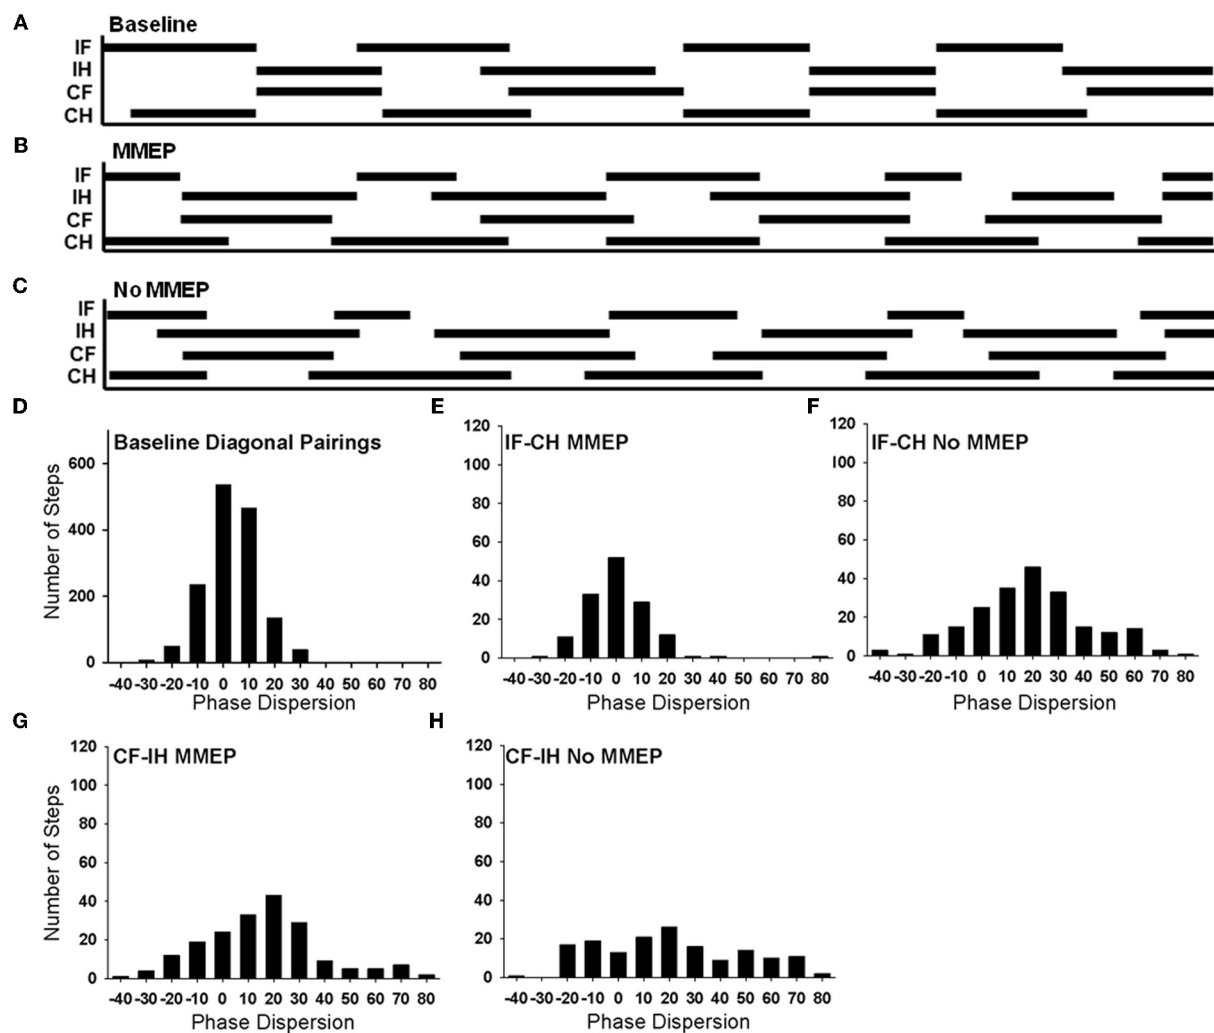 A
Baseline
IF
IH
CF
CH
B
MMEP
IF
IH
CF
CH
C
No MMEP
IF
IH
CF
CH
D
Baseline Diagonal Pairings
Number of Steps
600
400
200
0
-40 -30 -20 -10 0 10 20 30 40 50 60 70 80
Phase Dispersion
E
IF-CH MMEP
120
100
80
60
40
20
0
-40 -30 -20 -10 0 10 20 30 40 50 60 70 80
Phase Dispersion
F
IF-CH No MMEP
120
100
80
60
40
20
0
-40 -30 -20 -10 0 10 20 30 40 50 60 70 80
Phase Dispersion
G
CF-IH MMEP
Number of Steps
120
100
80
60
40
20
0
-40 -30 -20 -10 0 10 20 30 40 50 60 70 80
Phase Dispersion
H
CF-IH No MMEP
120
100
80
60
40
20
0
-40 -30 -20 -10 0 10 20 30 40 50 60 70 80
Phase Dispersion